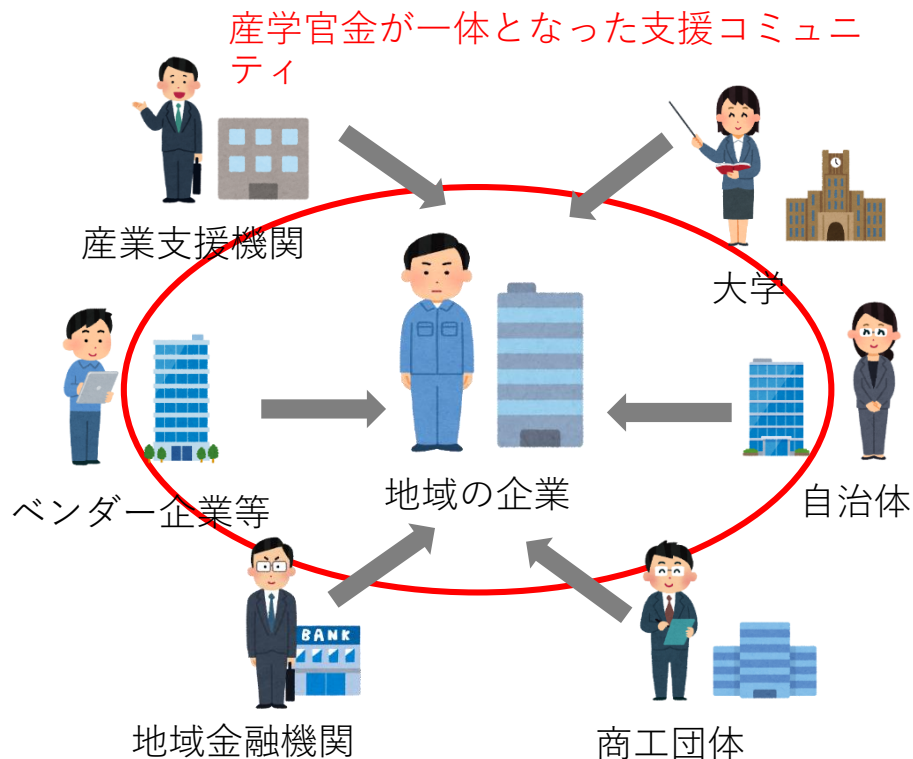 産学官金が一体となった支援コミュニ
ティ
産業支援機関
大学
ベンダー企業等
地域の企業
自治体
BANK
地域金融機関
商工団体